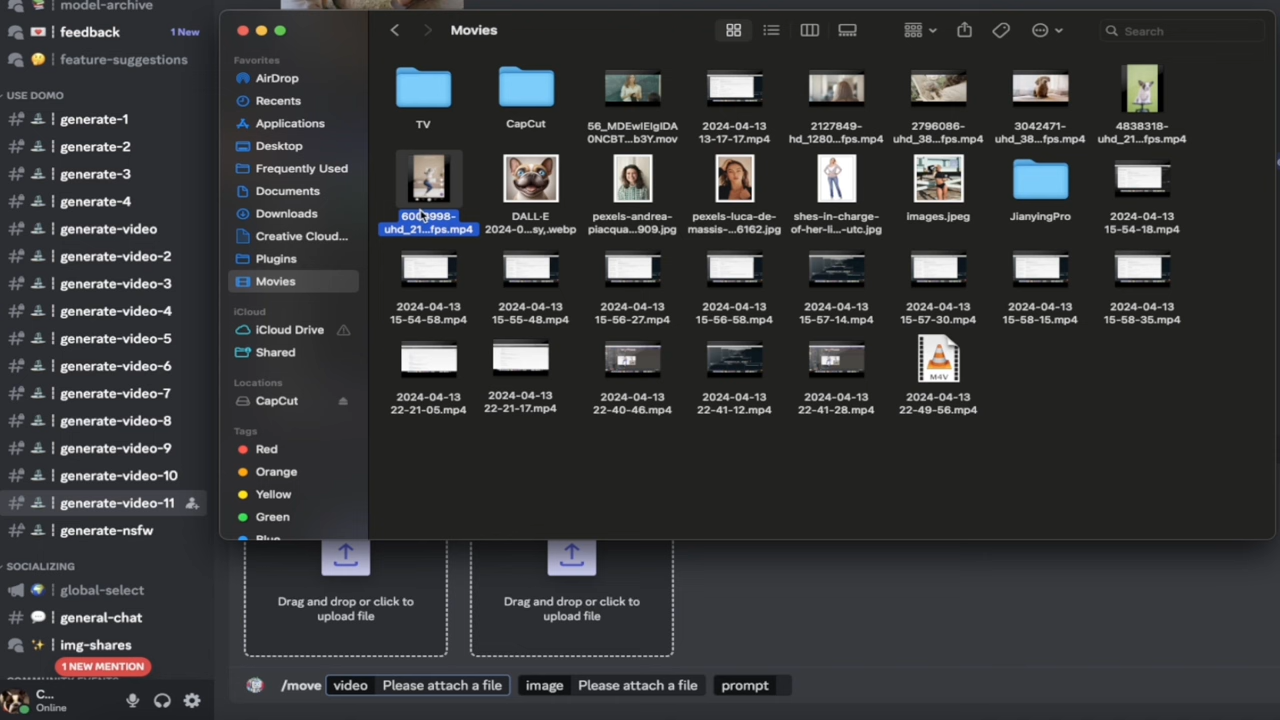 model-archive
feedback
1 New
feature-suggestions
USE DOMO
generate-1
generate-2
generate-3
generate-4
generate-video
generate-video-2
generate-video-3
generate-video-4
generate-video-5
generate-video-6
generate-video-7
generate-video-8
generate-video-9
generate-video-10
generate-video-11
generate-nsfw
SOCIALIZING
global-select
general-chat
img-shares
1 NEW MENTION
C...
Online
Movies
Search
Favorites
AirDrop
Recents
Applications
Desktop
Frequently Used
Documents
Downloads
Creative Cloud...
Plugins
Movies
iCloud
iCloud Drive
Shared
Locations
CapCut
Tags
Red
Orange
Yellow
Green
Blue
TV
CapCut
56_MDEwIEIgIDA
0NCBT...b3Y.mov
2024-04-13
13-17-17.mp4
2127849-
hd_1280...fps.mp4
2796086-
uhd_38...fps.mp4
3042471-
uhd_38...fps.mp4
4838318-
uhd_21...fps.mp4
uhd_21...fps.mp4
DALL·E
2024-0...sy,.webp
pexels-andrea-
piacqua...909.jpg
pexels-luca-de-
massis-...6162.jpg
shes-in-charge-
of-her-li...-utc.jpg
images.jpeg
JianyingPro
2024-04-13
15-54-18.mp4
2024-04-13
15-54-58.mp4
2024-04-13
15-55-48.mp4
2024-04-13
15-56-27.mp4
2024-04-13
15-56-58.mp4
2024-04-13
15-57-14.mp4
2024-04-13
15-57-30.mp4
2024-04-13
15-58-15.mp4
2024-04-13
15-58-35.mp4
2024-04-13
22-21-05.mp4
2024-04-13
22-21-17.mp4
2024-04-13
22-40-46.mp4
2024-04-13
22-41-12.mp4
2024-04-13
22-41-28.mp4
M4V
2024-04-13
22-49-56.mp4
Drag and drop or click to
upload file
Drag and drop or click to
upload file
/move video Please attach a file image Please attach a file prompt